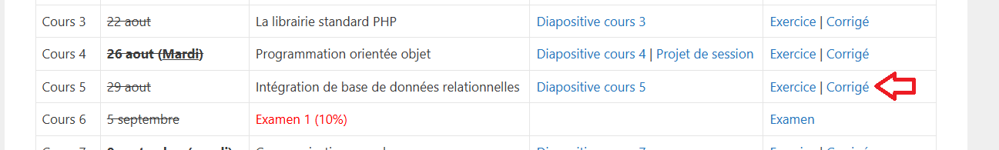 Cours 3 22 aout La librairie standard PHP Diapositive cours 3 Exercice | Corrigé
Cours 4 26 aout (Mardi) Programmation orientée objet Diapositive cours 4 | Projet de session Exercice | Corrigé
Cours 5 29 aout Intégration de base de données relationnelles Diapositive cours 5 Exercice | Corrigé
Cours 6 5 septembre Examen 1 (10%) Examen